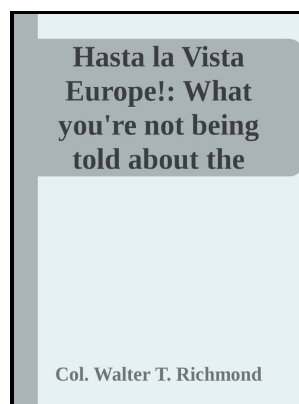 Hasta la Vista
Europe!: What
you're not being
told about the
Col. Walter T. Richmond